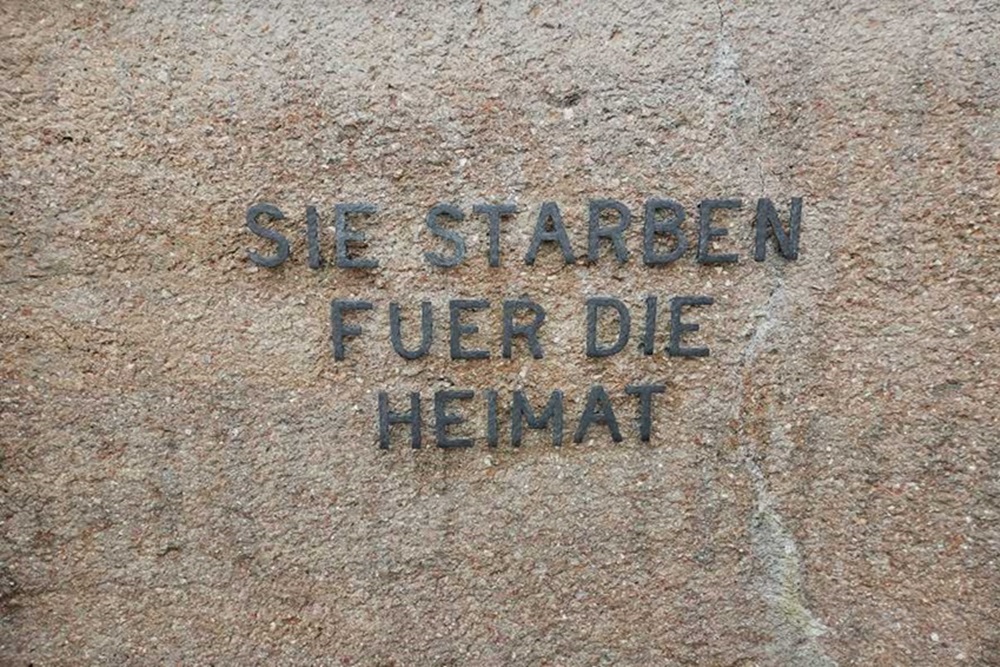 SIE STARBEN
FUER DIE
HEIMAT